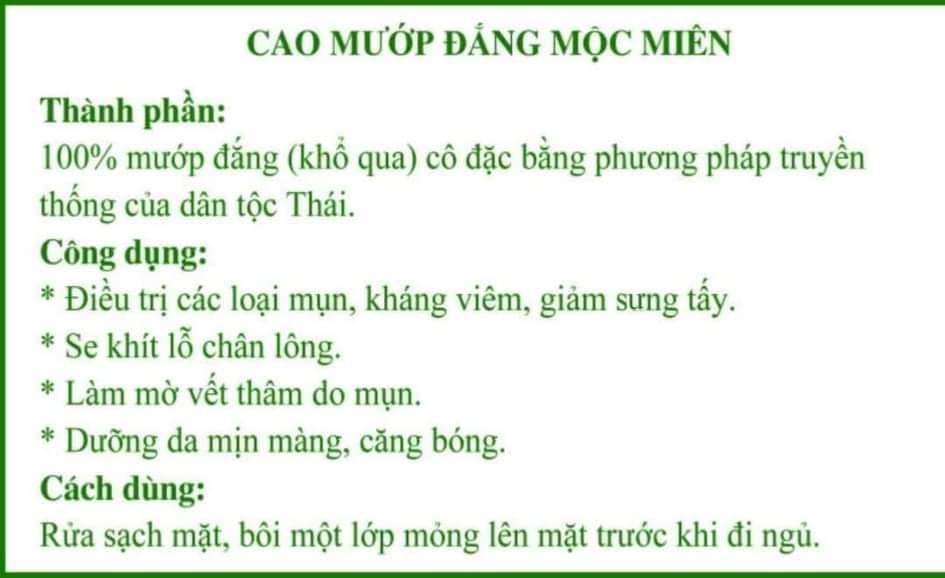 CAO MƯỚP ĐẮNG MỘC MIÊN
Thành phần:
100% mướp đắng (khổ qua) cô đặc bằng phương pháp truyền
thống của dân tộc Thái.
Công dụng:
* Điều trị các loại mụn, kháng viêm, giảm sưng tấy.
* Se khít lỗ chân lông.
* Làm mờ vết thâm do mụn.
* Dưỡng da mịn màng, căng bóng.
Cách dùng:
Rửa sạch mặt, bôi một lớp mỏng lên mặt trước khi đi ngủ.